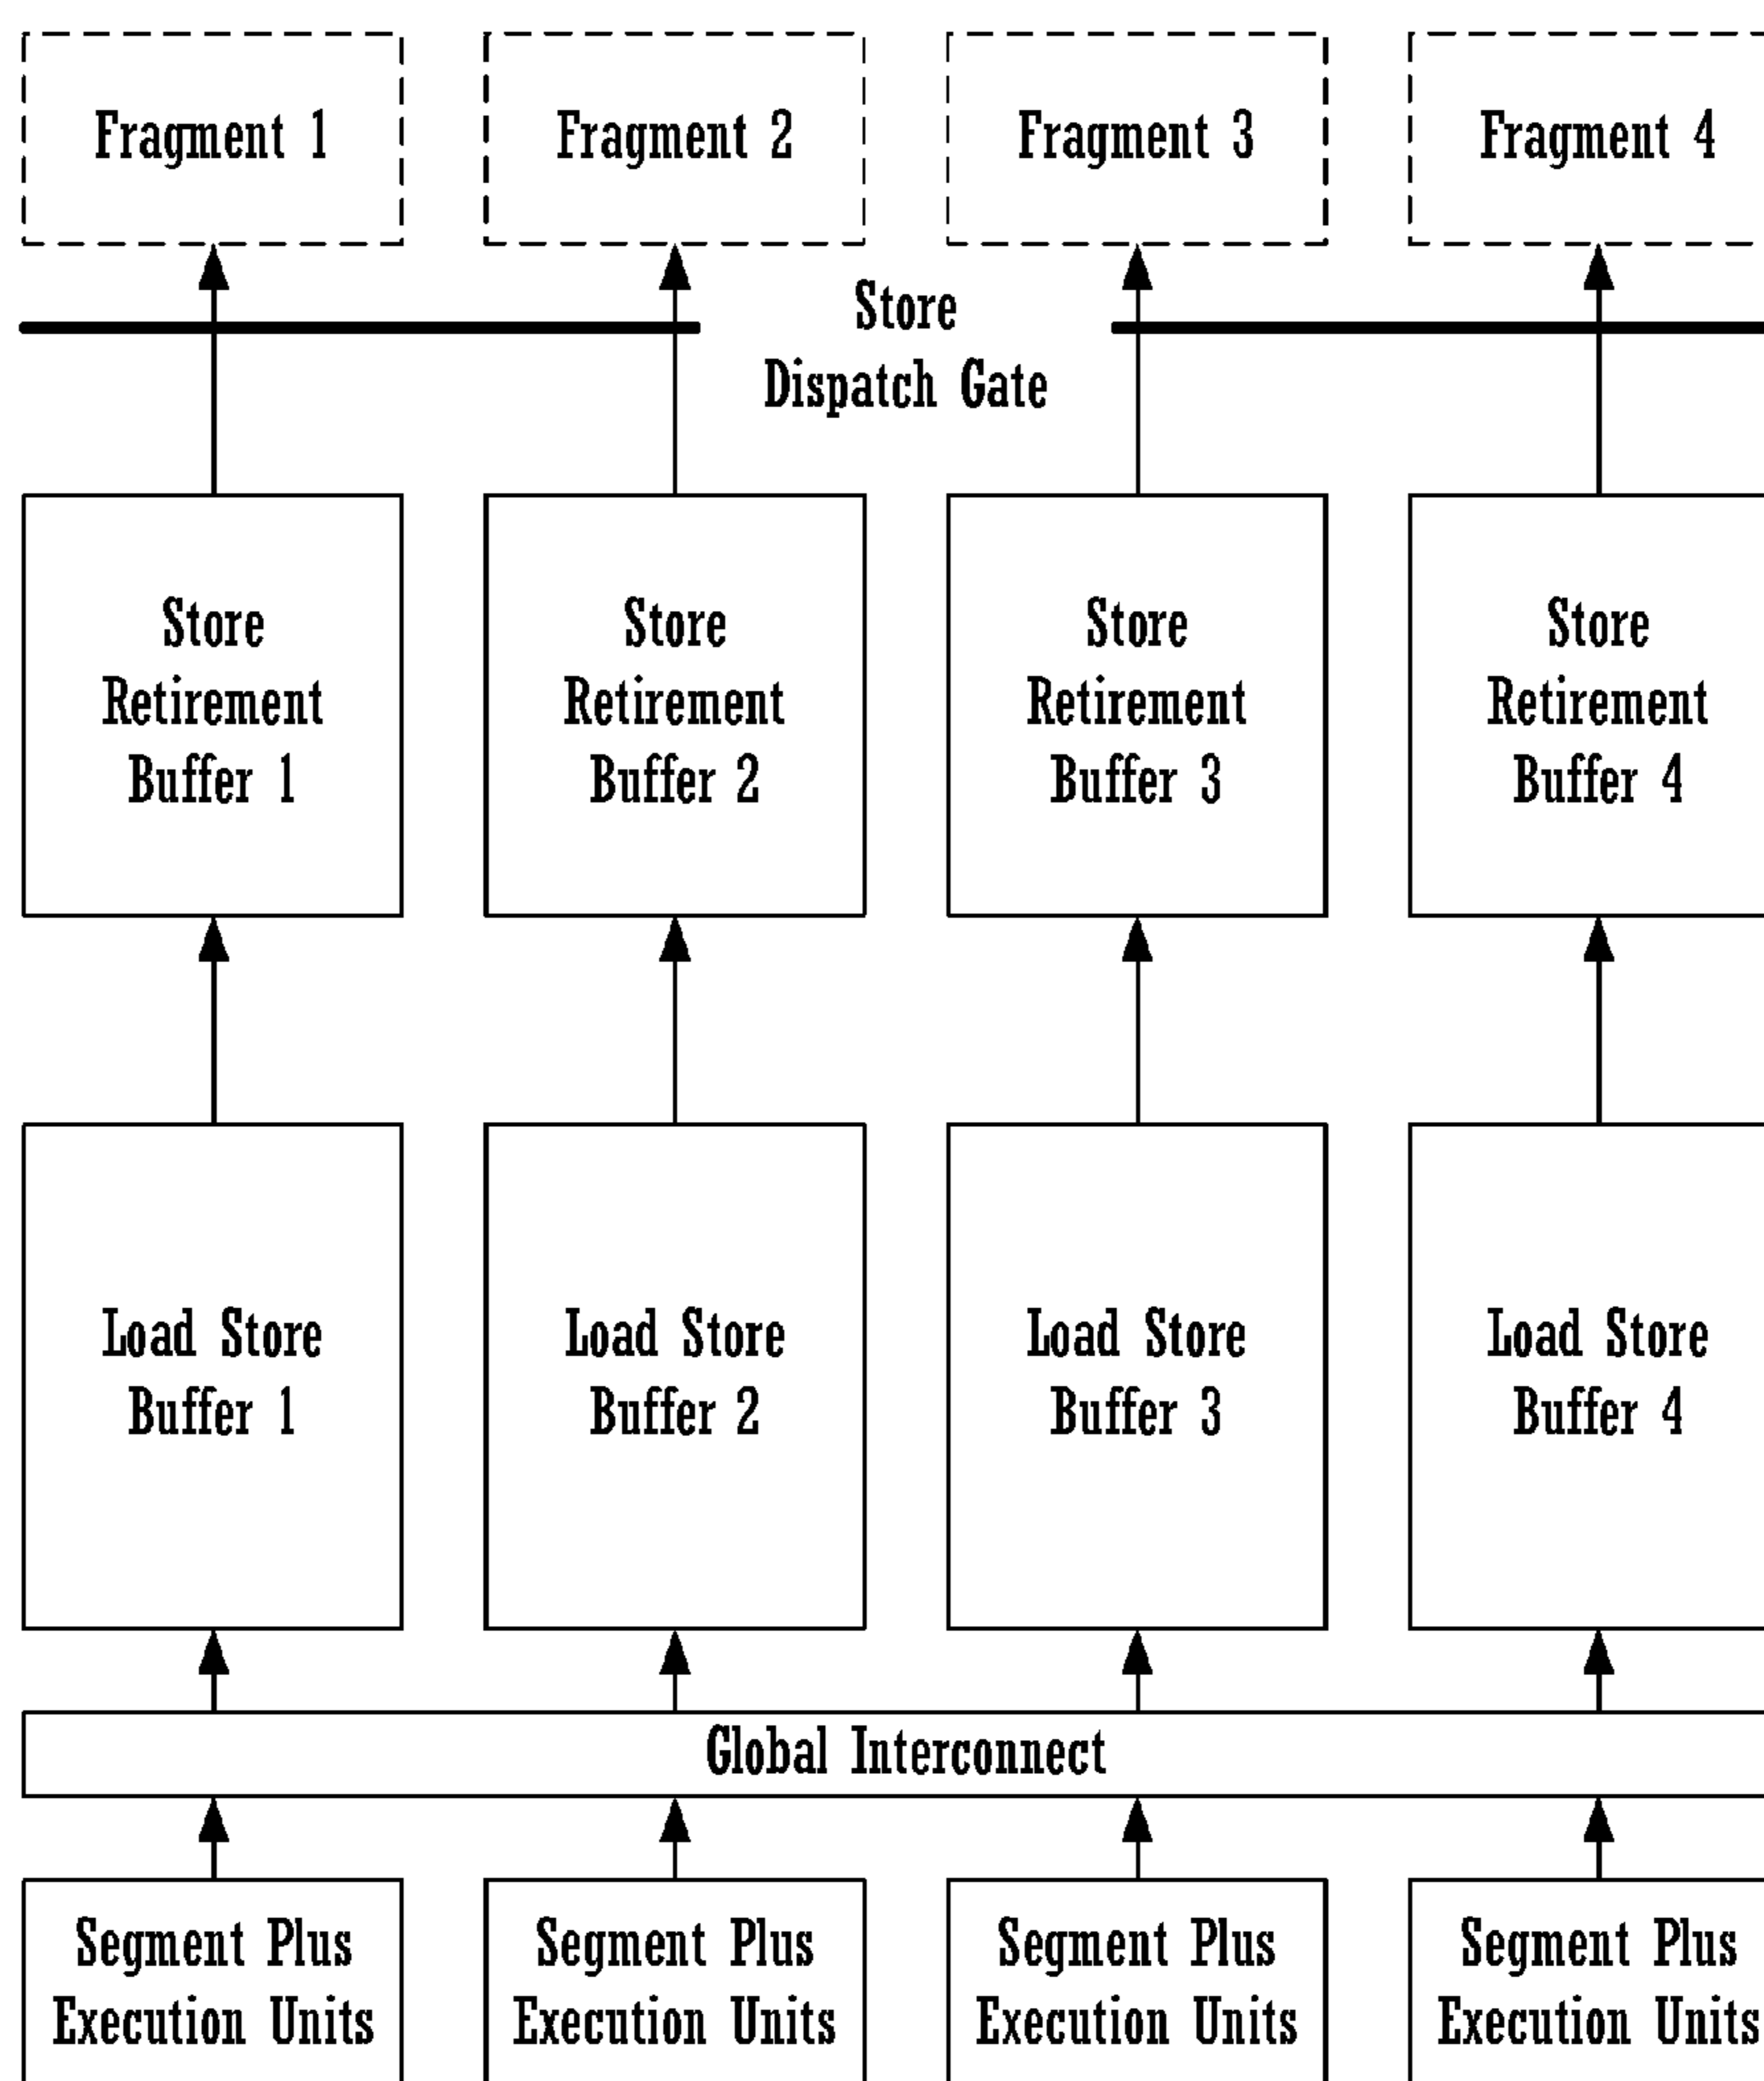 Fragment 1
Fragment 2
Fragment 3
Fragment 4
Store
Dispatch Gate
Store
Retirement
Buffer 1
Store
Retirement
Buffer 2
Store
Retirement
Buffer 3
Store
Retirement
Buffer 4
Load Store
Buffer 1
Load Store
Buffer 2
Load Store
Buffer 3
Load Store
Buffer 4
Global Interconnect
Segment Plus
Execution Units
Segment Plus
Execution Units
Segment Plus
Execution Units
Segment Plus
Execution Units